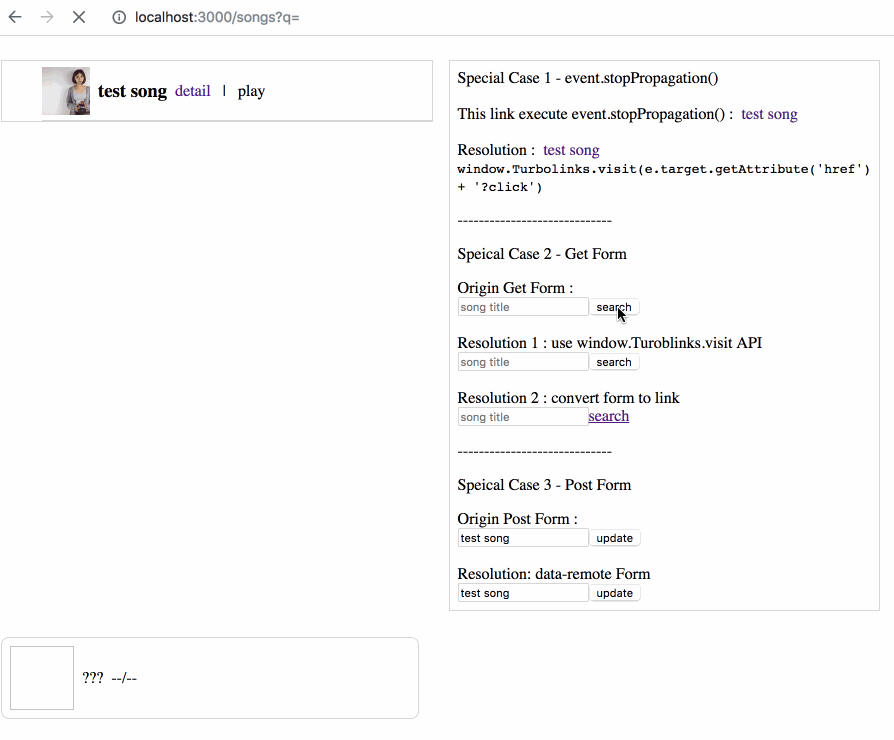 localhost:3000/songs?q=
test song detail | play
Special Case 1 - event.stopPropagation()
This link execute event.stopPropagation() : test song
Resolution : test song
window.Turbolinks.visit(e.target.getAttribute('href')
+ '?click')
-----------------------------
Speical Case 2 - Get Form
Origin Get Form :
song title search
Resolution 1 : use window.Turoblinks.visit API
song title search
Resolution 2 : convert form to link
song title search
-----------------------------
Speical Case 3 - Post Form
Origin Post Form :
test song update
Resolution: data-remote Form
test song update
??? --/--